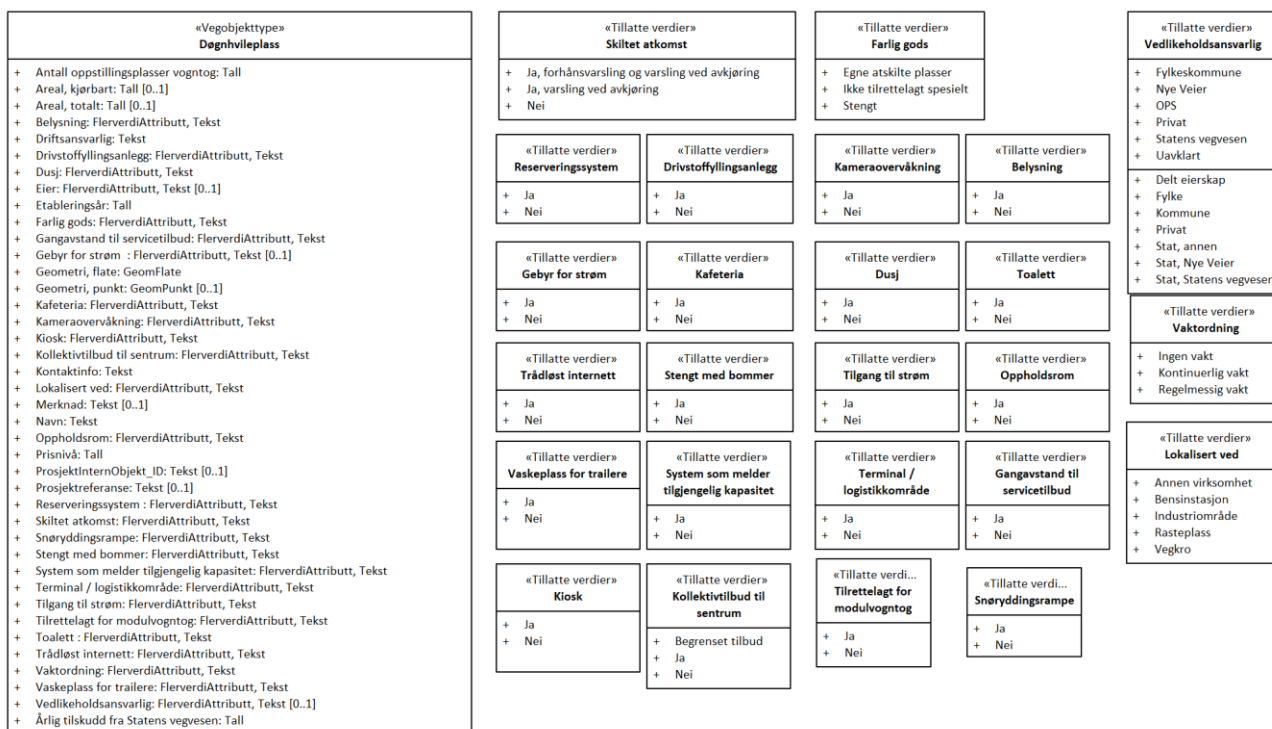 «Vegobjekttype»
Døgnhvileplass
+ Antall oppstillingsplasser vogntog: Tall
+ Areal, kjørbart: Tall [0..1]
+ Areal, totalt: Tall [0..1]
+ Belysning: FlerverdiAttributt, Tekst
+ Driftsansvarlig: Tekst
+ Drivstoffyllingsanlegg: FlerverdiAttributt, Tekst
+ Dusj: FlerverdiAttributt, Tekst
+ Eier: FlerverdiAttributt, Tekst [0..1]
+ Etableringsår: Tall
+ Farlig gods: FlerverdiAttributt, Tekst
+ Gangavstand til servicetilbud: FlerverdiAttributt, Tekst
+ Gebyr for strøm : FlerverdiAttributt, Tekst [0..1]
+ Geometri, flate: GeomFlate
+ Geometri, punkt: GeomPunkt [0..1]
+ Kafeteria: FlerverdiAttributt, Tekst
+ Kameraovervåkning: FlerverdiAttributt, Tekst
+ Kiosk: FlerverdiAttributt, Tekst
+ Kollektivtilbud til sentrum: FlerverdiAttributt, Tekst
+ Kontaktinfo: Tekst
+ Lokalisert ved: FlerverdiAttributt, Tekst
+ Merknad: Tekst [0..1]
+ Navn: Tekst
+ Oppholdsrom: FlerverdiAttributt, Tekst
+ Prisnivå: Tall
+ ProsjektInternObjekt_ID: Tekst [0..1]
+ Prosjektreferanse: Tekst [0..1]
+ Reserveringssystem : FlerverdiAttributt, Tekst
+ Skiltet atkomst: FlerverdiAttributt, Tekst
+ Snøryddingsrampe: FlerverdiAttributt, Tekst
+ Stengt med bommer: FlerverdiAttributt, Tekst
+ System som melder tilgjengelig kapasitet: FlerverdiAttributt, Tekst
+ Terminal / logistikkområde: FlerverdiAttributt, Tekst
+ Tilgang til strøm: FlerverdiAttributt, Tekst
+ Tilrettelagt for modulvogntog: FlerverdiAttributt, Tekst
+ Toalett : FlerverdiAttributt, Tekst
+ Trådløst internett: FlerverdiAttributt, Tekst
+ Vaktordning: FlerverdiAttributt, Tekst
+ Vaskeplass for trailere: FlerverdiAttributt, Tekst
+ Vedlikeholdsansvarlig: FlerverdiAttributt, Tekst [0..1]
+ Årlig tilskudd fra Statens vegvesen: Tall
«Tillatte verdier»
Skiltet atkomst
+ Ja, forhånsvarsling og varsling ved avkjøring
+ Ja, varsling ved avkjøring
+ Nei
«Tillatte verdier»
Farlig gods
+ Egne atskilte plasser
+ Ikke tilrettelagt spesielt
+ Stengt
«Tillatte verdier»
Reserveringssystem
+ Ja
+ Nei
«Tillatte verdier»
Drivstoffyllingsanlegg
+ Ja
+ Nei
«Tillatte verdier»
Kameraovervåkning
+ Ja
+ Nei
«Tillatte verdier»
Belysning
+ Ja
+ Nei
«Tillatte verdier»
Gebyr for strøm
+ Ja
+ Nei
«Tillatte verdier»
Kafeteria
+ Ja
+ Nei
«Tillatte verdier»
Dusj
+ Ja
+ Nei
«Tillatte verdier»
Toalett
+ Ja
+ Nei
«Tillatte verdier»
Trådløst internett
+ Ja
+ Nei
«Tillatte verdier»
Stengt med bommer
+ Ja
+ Nei
«Tillatte verdier»
Tilgang til strøm
+ Ja
+ Nei
«Tillatte verdier»
Oppholdsrom
+ Ja
+ Nei
«Tillatte verdier»
Vaskeplass for trailere
+ Ja
+ Nei
«Tillatte verdier»
System som melder
tilgjengelig kapasitet
+ Ja
+ Nei
«Tillatte verdier»
Terminal /
logistikkområde
+ Ja
+ Nei
«Tillatte verdier»
Gangavstand til
servicetilbud
+ Ja
+ Nei
«Tillatte verdier»
Kiosk
+ Ja
+ Nei
«Tillatte verdier»
Kollektivtilbud til
sentrum
+ Begrenset tilbud
+ Ja
+ Nei
«Tillatte verdi...
Tilrettelagt for
modulvogntog
+ Ja
+ Nei
«Tillatte verdi...
Snøryddingsrampe
+ Ja
+ Nei
«Tillatte verdier»
Vedlikeholdsansvarlig
+ Fylkeskommune
+ Nye Veier
+ OPS
+ Privat
+ Statens vegvesen
+ Uavklart
+ Delt eierskap
+ Fylke
+ Kommune
+ Privat
+ Stat, annen
+ Stat, Nye Veier
+ Stat, Statens vegvesen
«Tillatte verdier»
Vaktordning
+ Ingen vakt
+ Kontinuerlig vakt
+ Regelmessig vakt
«Tillatte verdier»
Lokalisert ved
+ Annen virksomhet
+ Bensinstasjon
+ Industriområde
+ Rasteplass
+ Vegkro